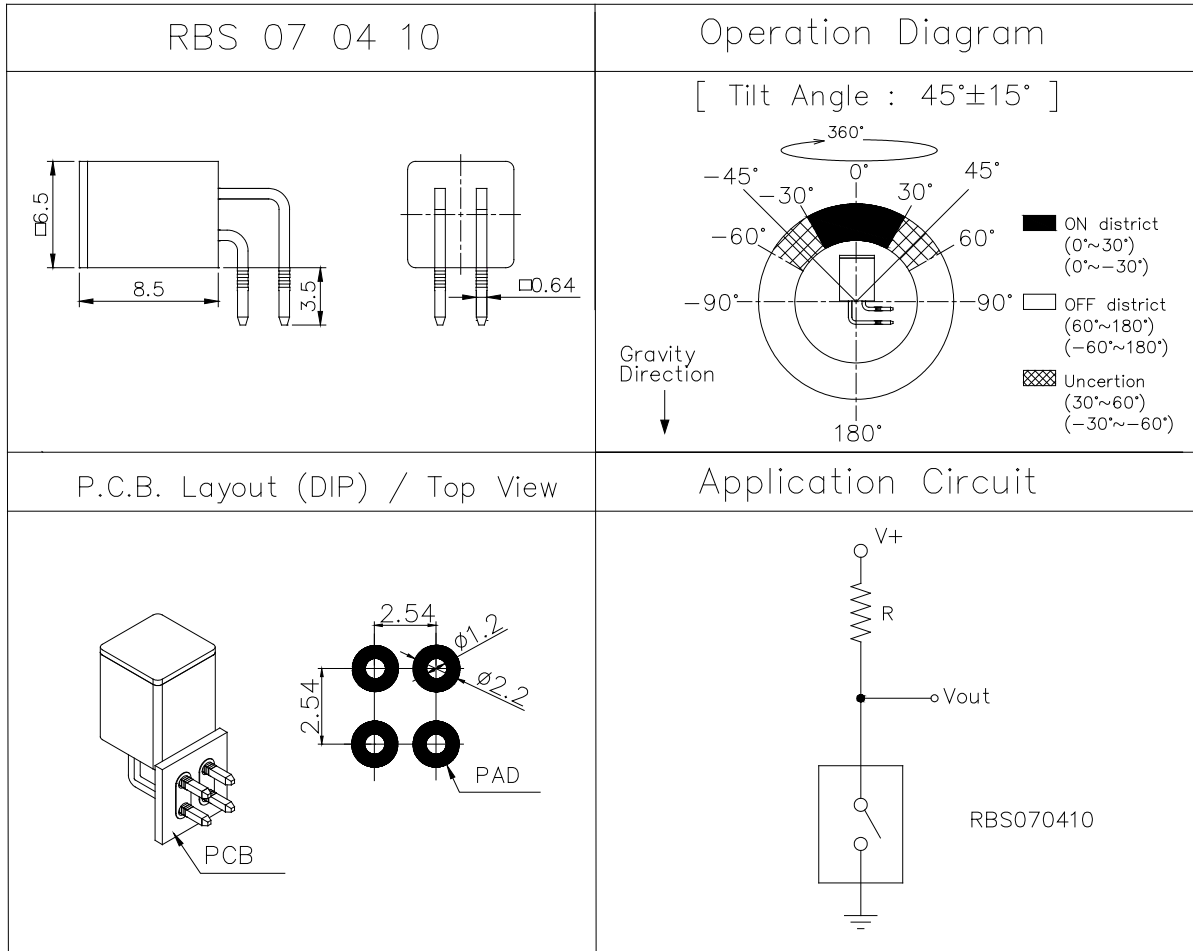 RBS 07 04 10
□6.5
8.5
3.5
□0.64
Operation Diagram
[ Tilt Angle : 45°±15° ]
360°
0°
−45°
45°
−30°
30°
−60°
60°
−90°
90°
180°
Gravity
Direction
ON district
(0°~30°)
(0°~−30°)
OFF district
(60°~180°)
(−60°~180°)
Uncertion
(30°~60°)
(−30°~−60°)
P.C.B. Layout (DIP) / Top View
PCB
2.54
2.54
ø1.2
ø2.2
PAD
Application Circuit
V+
R
Vout
RBS070410